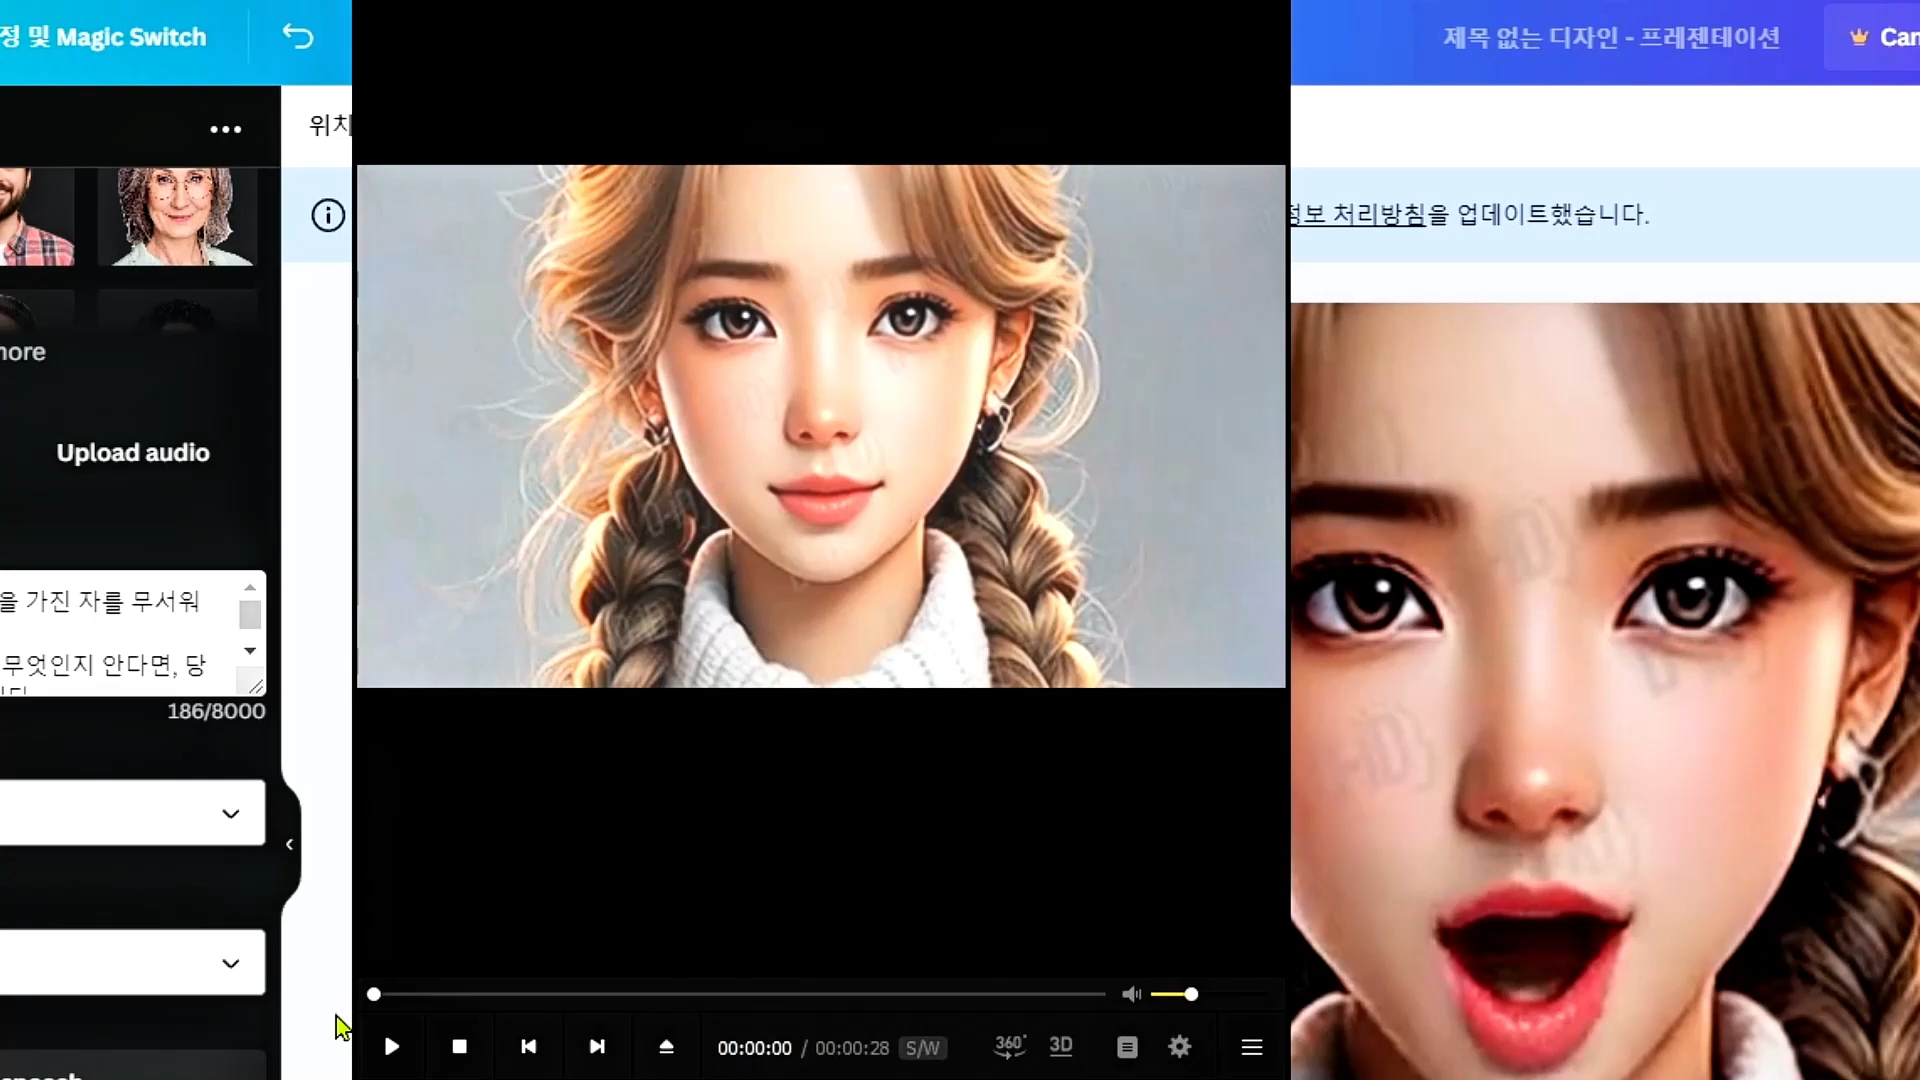 정 및 Magic Switch
제목 없는 디자인 - 프레젠테이션
위치
정보 처리방침을 업데이트했습니다.
Upload audio
을 가진 자를 무서워
무엇인지 안다면, 당
186/8000
00:00:00 / 00:00:28 S/W
360°
3D